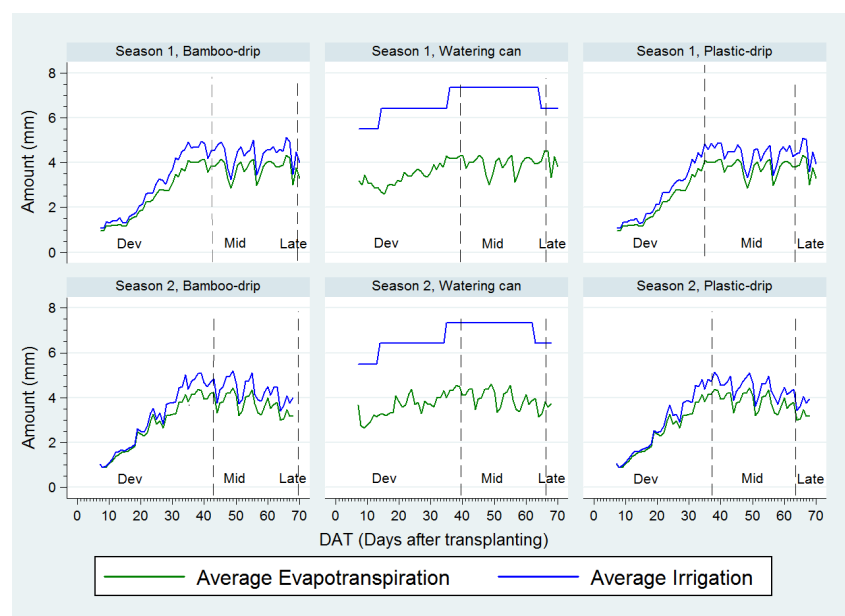 Season 1, Bamboo-drip Season 1, Watering can Season 1, Plastic-drip
Amount (mm)
8
6
4
2
0
Dev Mid Late Dev Mid Late Dev Mid Late
Season 2, Bamboo-drip Season 2, Watering can Season 2, Plastic-drip
Amount (mm)
8
6
4
2
0
Dev Mid Late Dev Mid Late Dev Mid Late
0 10 20 30 40 50 60 70 0 10 20 30 40 50 60 70 0 10 20 30 40 50 60 70
DAT (Days after transplanting)
Average Evapotranspiration Average Irrigation